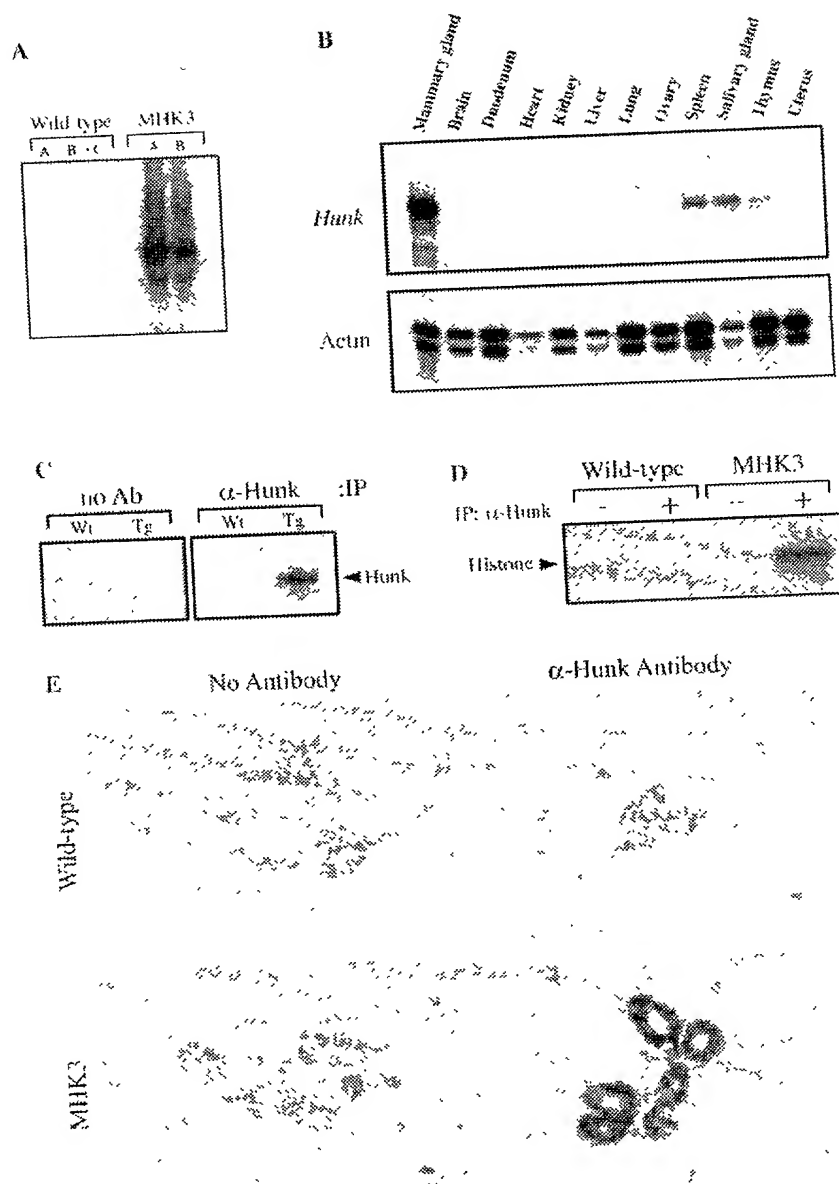 A
Wild type MHK3
A B C A B
B
Mammary gland
Brain
Duodenum
Heart
Kidney
Liver
Lung
Ovary
Spleen
Salivary gland
Thymus
Uterus
Hunk
Actin
C
no Ab α-Hunk :IP
Wt Tg Wt Tg
Hunk
D
Wild-type MHK3
IP: α-Hunk - + - +
Histone
E
No Antibody α-Hunk Antibody
Wild-type
MHK3